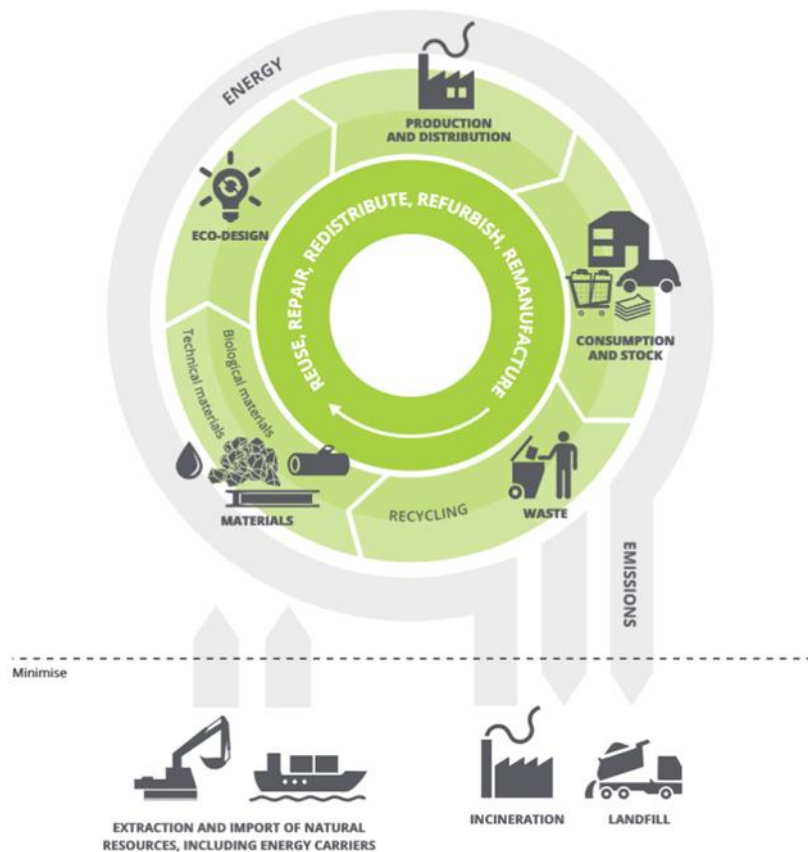 ENERGY
PRODUCTION
AND DISTRIBUTION
ECO-DESIGN
REUSE, REPAIR, REDISTRIBUTE, REFURBISH, REMANUFACTURE
CONSUMPTION
AND STOCK
Technical materials
Biological materials
MATERIALS
RECYCLING
WASTE
EMISSIONS
Minimise
EXTRACTION AND IMPORT OF NATURAL
RESOURCES, INCLUDING ENERGY CARRIERS
INCINERATION
LANDFILL